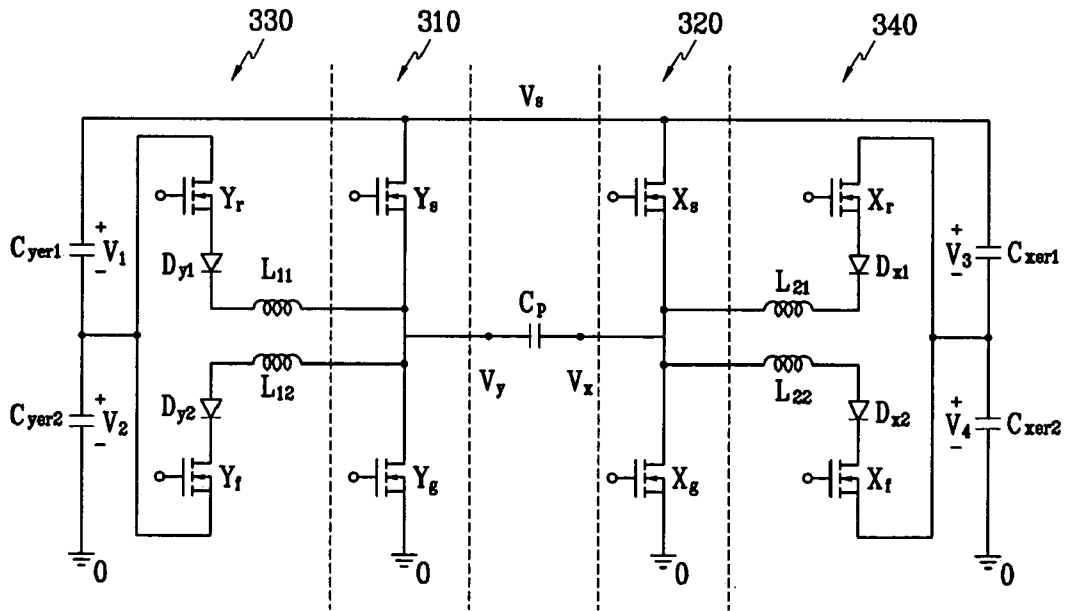 330 310 320 340
Vs
Yr Ys Xs Xr
Cyer1 + V1 - Dy1 L11 L21 Dx1 + V3 - Cxer1
CP
Vy Vx
Cyer2 + V2 - Dy2 L12 L22 Dx2 + V4 - Cxer2
Yf Yg Xg Xf
0 0 0 0